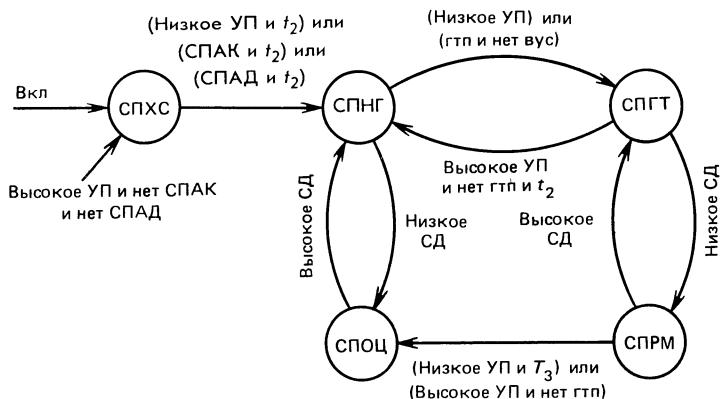 (Низкое УП и t₂) или
(СПАК и t₂) или
(СПАД и t₂)
(Низкое УП) или
(гтп и нет вус)
Вкл
СПХС
СПНГ
СПГТ
Высокое УП и нет СПАК
и нет СПАД
Высокое УП
и нет гтп и t₂
Высокое СД
Низкое
СД
Высокое
СД
Низкое СД
СПОЦ
СПРМ
(Низкое УП и T₃) или
(Высокое УП и нет гтп)